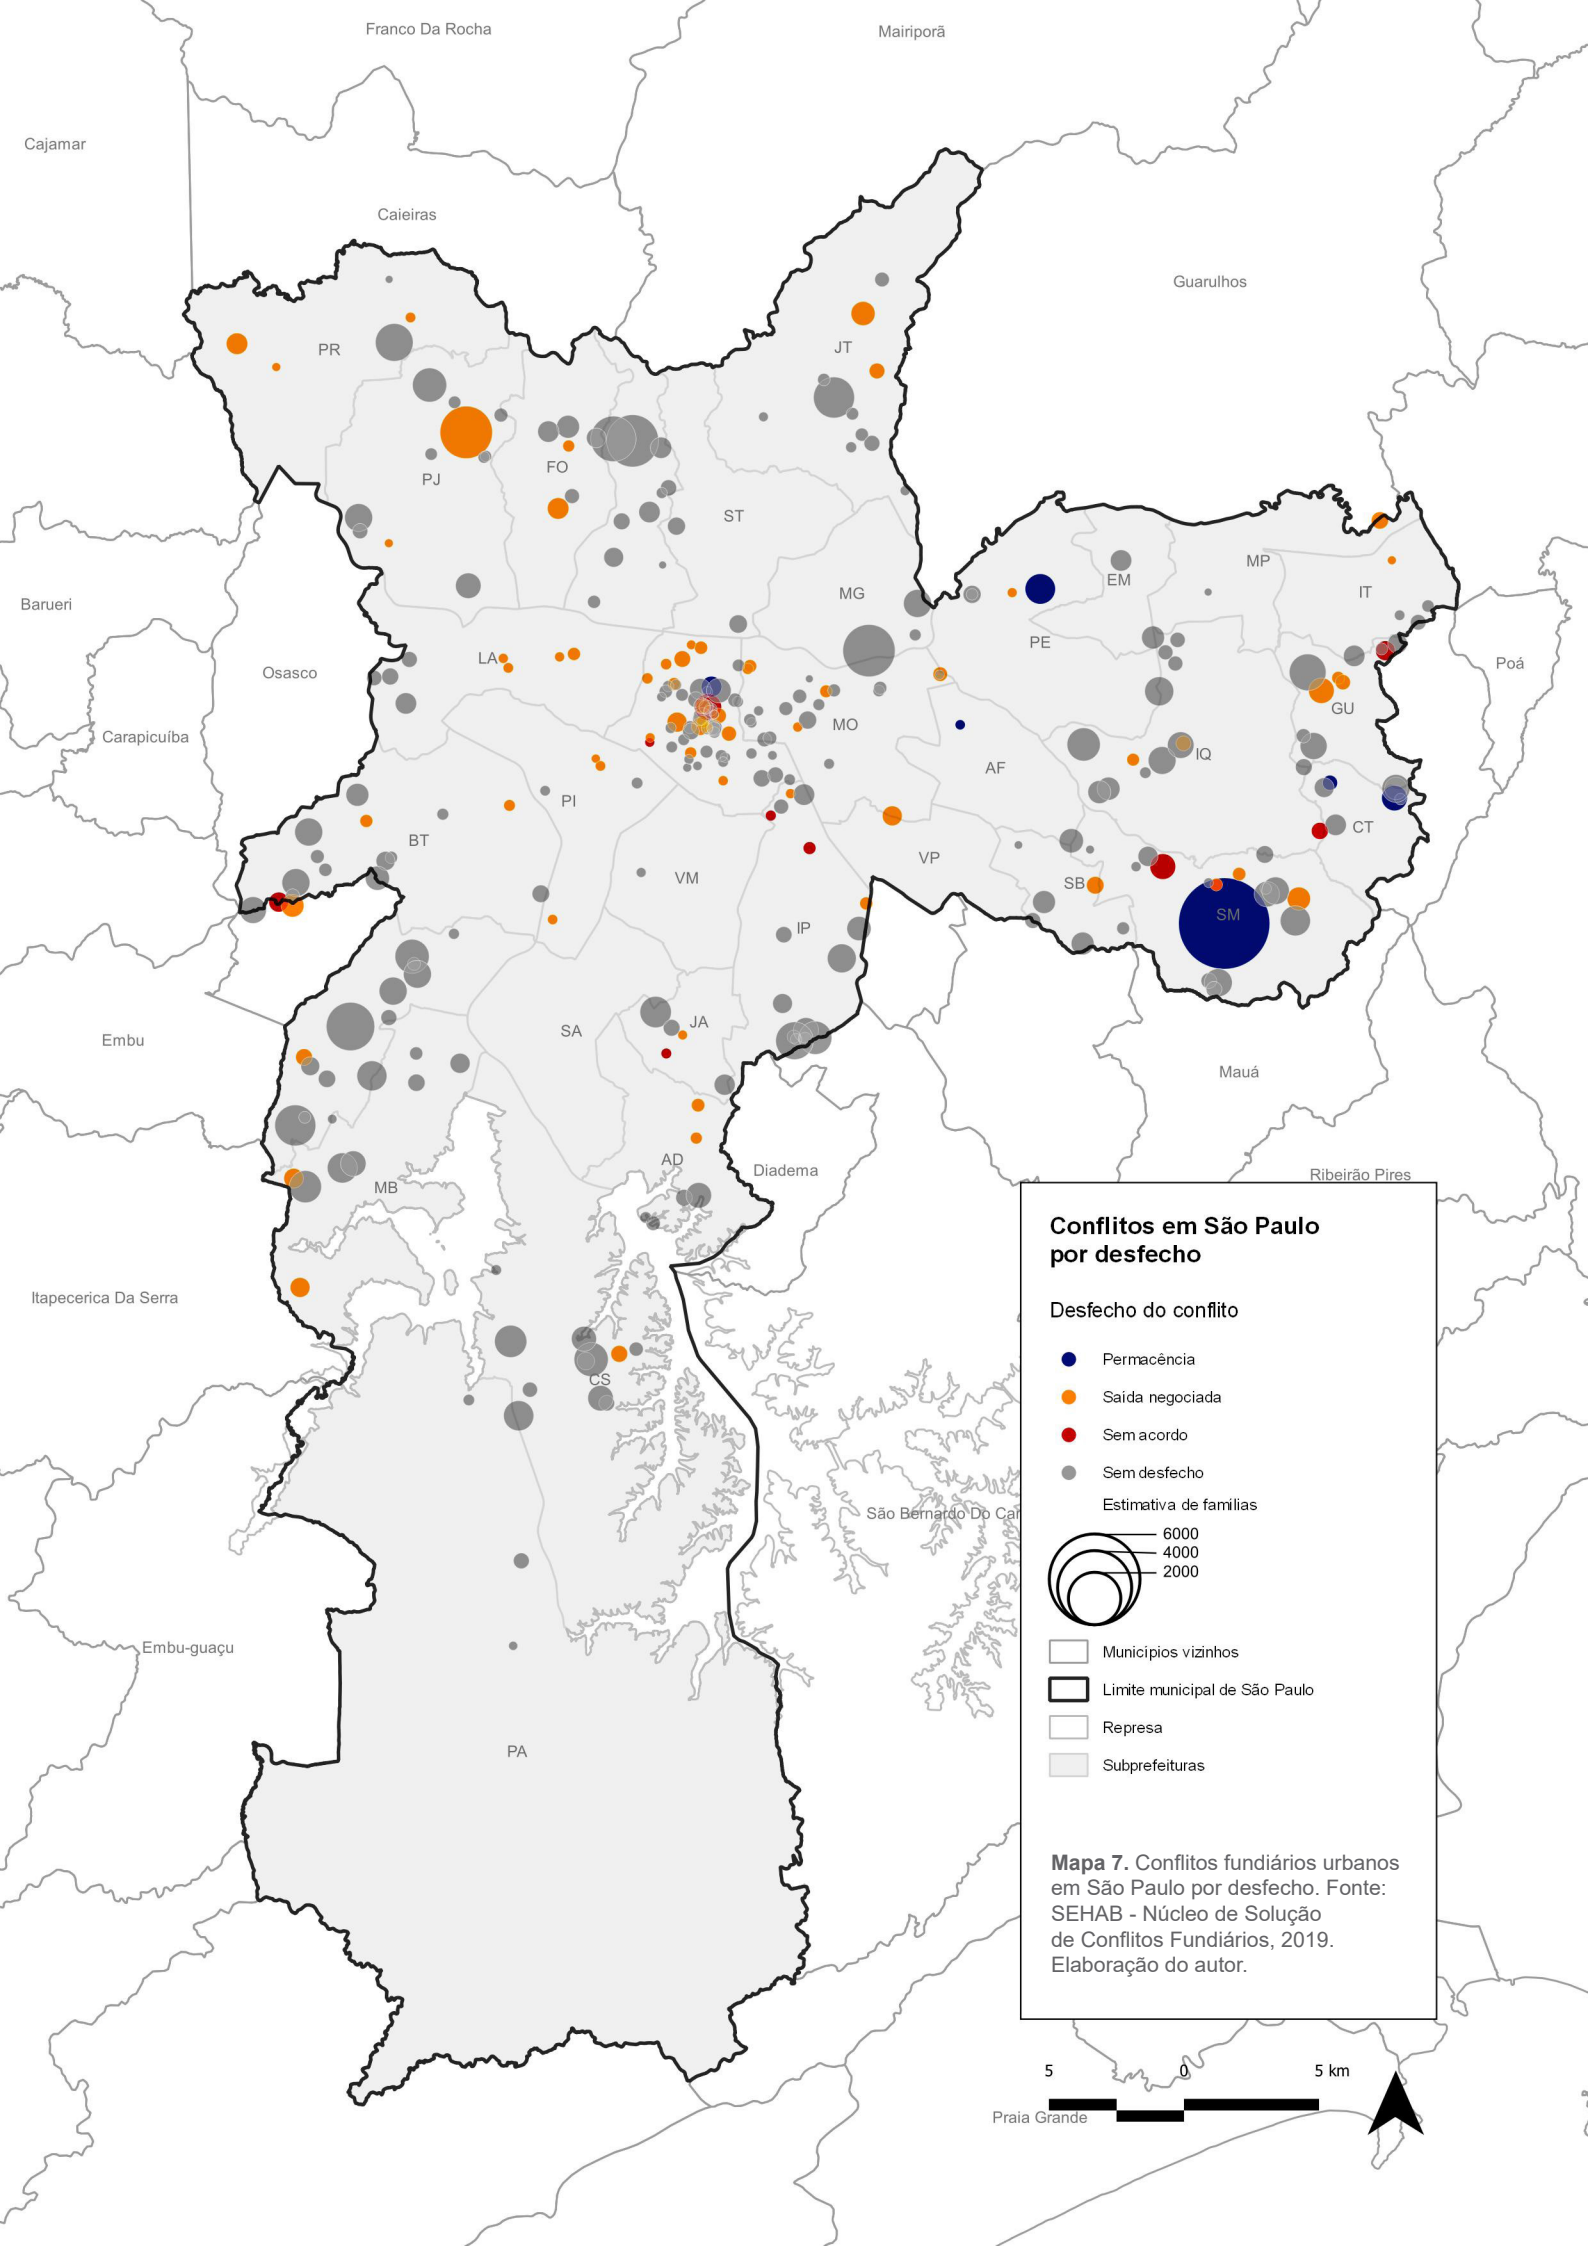 Franco Da Rocha
Mairiporã
Cajamar
Caieiras
Guarulhos
PR
JT
PJ
FO
ST
MG
EM
MP
IT
Barueri
PE
LA
Osasco
Poá
GU
Carapicuíba
MO
IQ
AF
PI
BT
CT
VP
VM
SB
SM
IP
SA
JA
Embu
Mauá
AD
Diadema
Ribeirão Pires
MB
Itapecerica Da Serra
CS
São Bernardo Do Car
Embu-guaçu
PA
Conflitos em São Paulo
por desfecho
Desfecho do conflito
Permacência
Saída negociada
Sem acordo
Sem desfecho
Estimativa de famílias
6000
4000
2000
Municípios vizinhos
Limite municipal de São Paulo
Represa
Subprefeituras
Mapa 7. Conflitos fundiários urbanos
em São Paulo por desfecho. Fonte:
SEHAB - Núcleo de Solução
de Conflitos Fundiários, 2019.
Elaboração do autor.
5 0 5 km
Praia Grande